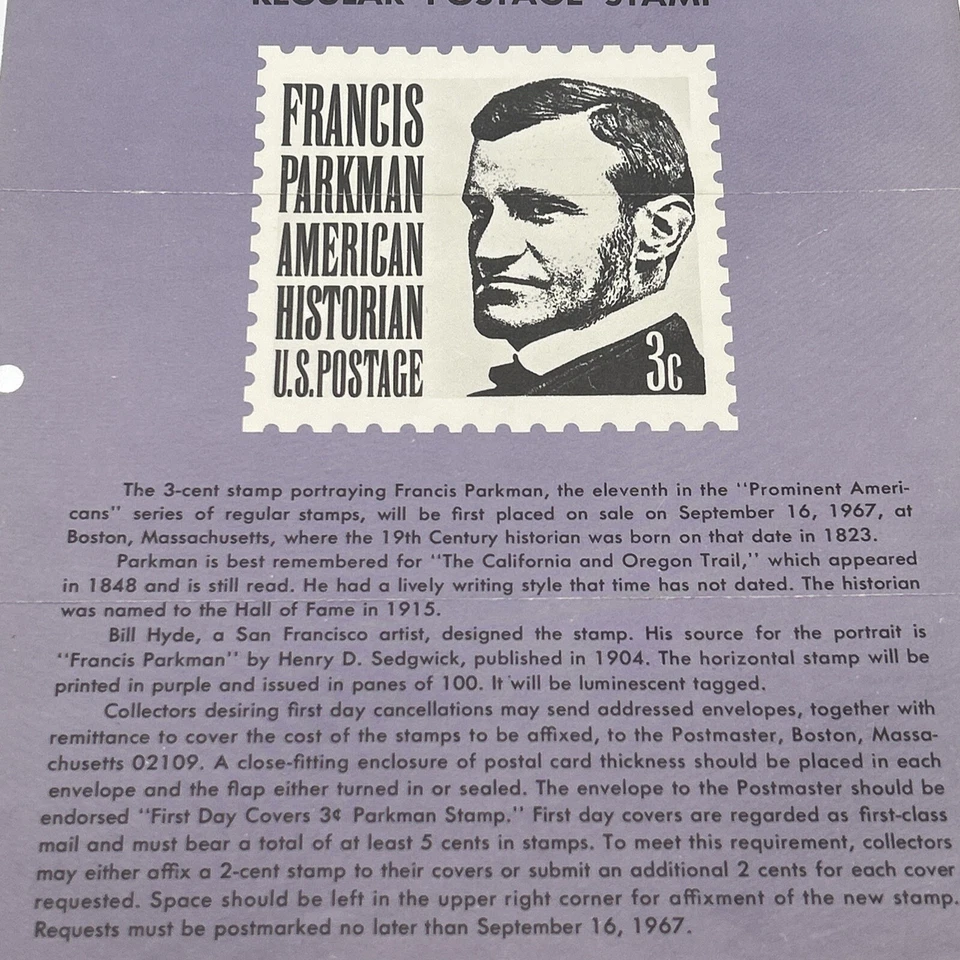 REGULAR POSTAGE STAMP
FRANCIS
PARKMAN
AMERICAN
HISTORIAN
U.S. POSTAGE
3c
The 3-cent stamp portraying Francis Parkman, the eleventh in the "Prominent Ameri-
cans" series of regular stamps, will be first placed on sale on September 16, 1967, at
Boston, Massachusetts, where the 19th Century historian was born on that date in 1823.
Parkman is best remembered for "The California and Oregon Trail," which appeared
in 1848 and is still read. He had a lively writing style that time has not dated. The historian
was named to the Hall of Fame in 1915.
Bill Hyde, a San Francisco artist, designed the stamp. His source for the portrait is
"Francis Parkman" by Henry D. Sedgwick, published in 1904. The horizontal stamp will be
printed in purple and issued in panes of 100. It will be luminescent tagged.
Collectors desiring first day cancellations may send addressed envelopes, together with
remittance to cover the cost of the stamps to be affixed, to the Postmaster, Boston, Massa-
chusetts 02109. A close-fitting enclosure of postal card thickness should be placed in each
envelope and the flap either turned in or sealed. The envelope to the Postmaster should be
endorsed "First Day Covers 3¢ Parkman Stamp." First day covers are regarded as first-class
mail and must bear a total of at least 5 cents in stamps. To meet this requirement, collectors
may either affix a 2-cent stamp to their covers or submit an additional 2 cents for each cover
requested. Space should be left in the upper right corner for affixment of the new stamp.
Requests must be postmarked no later than September 16, 1967.